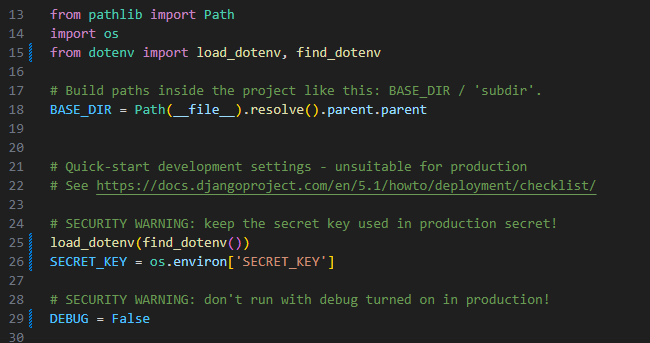 13 from pathlib import Path
14 import os
15 from dotenv import load_dotenv, find_dotenv
16
17 # Build paths inside the project like this: BASE_DIR / 'subdir'.
18 BASE_DIR = Path(__file__).resolve().parent.parent
19
20
21 # Quick-start development settings - unsuitable for production
22 # See https://docs.djangoproject.com/en/5.1/howto/deployment/checklist/
23
24 # SECURITY WARNING: keep the secret key used in production secret!
25 load_dotenv(find_dotenv())
26 SECRET_KEY = os.environ['SECRET_KEY']
27
28 # SECURITY WARNING: don't run with debug turned on in production!
29 DEBUG = False
30